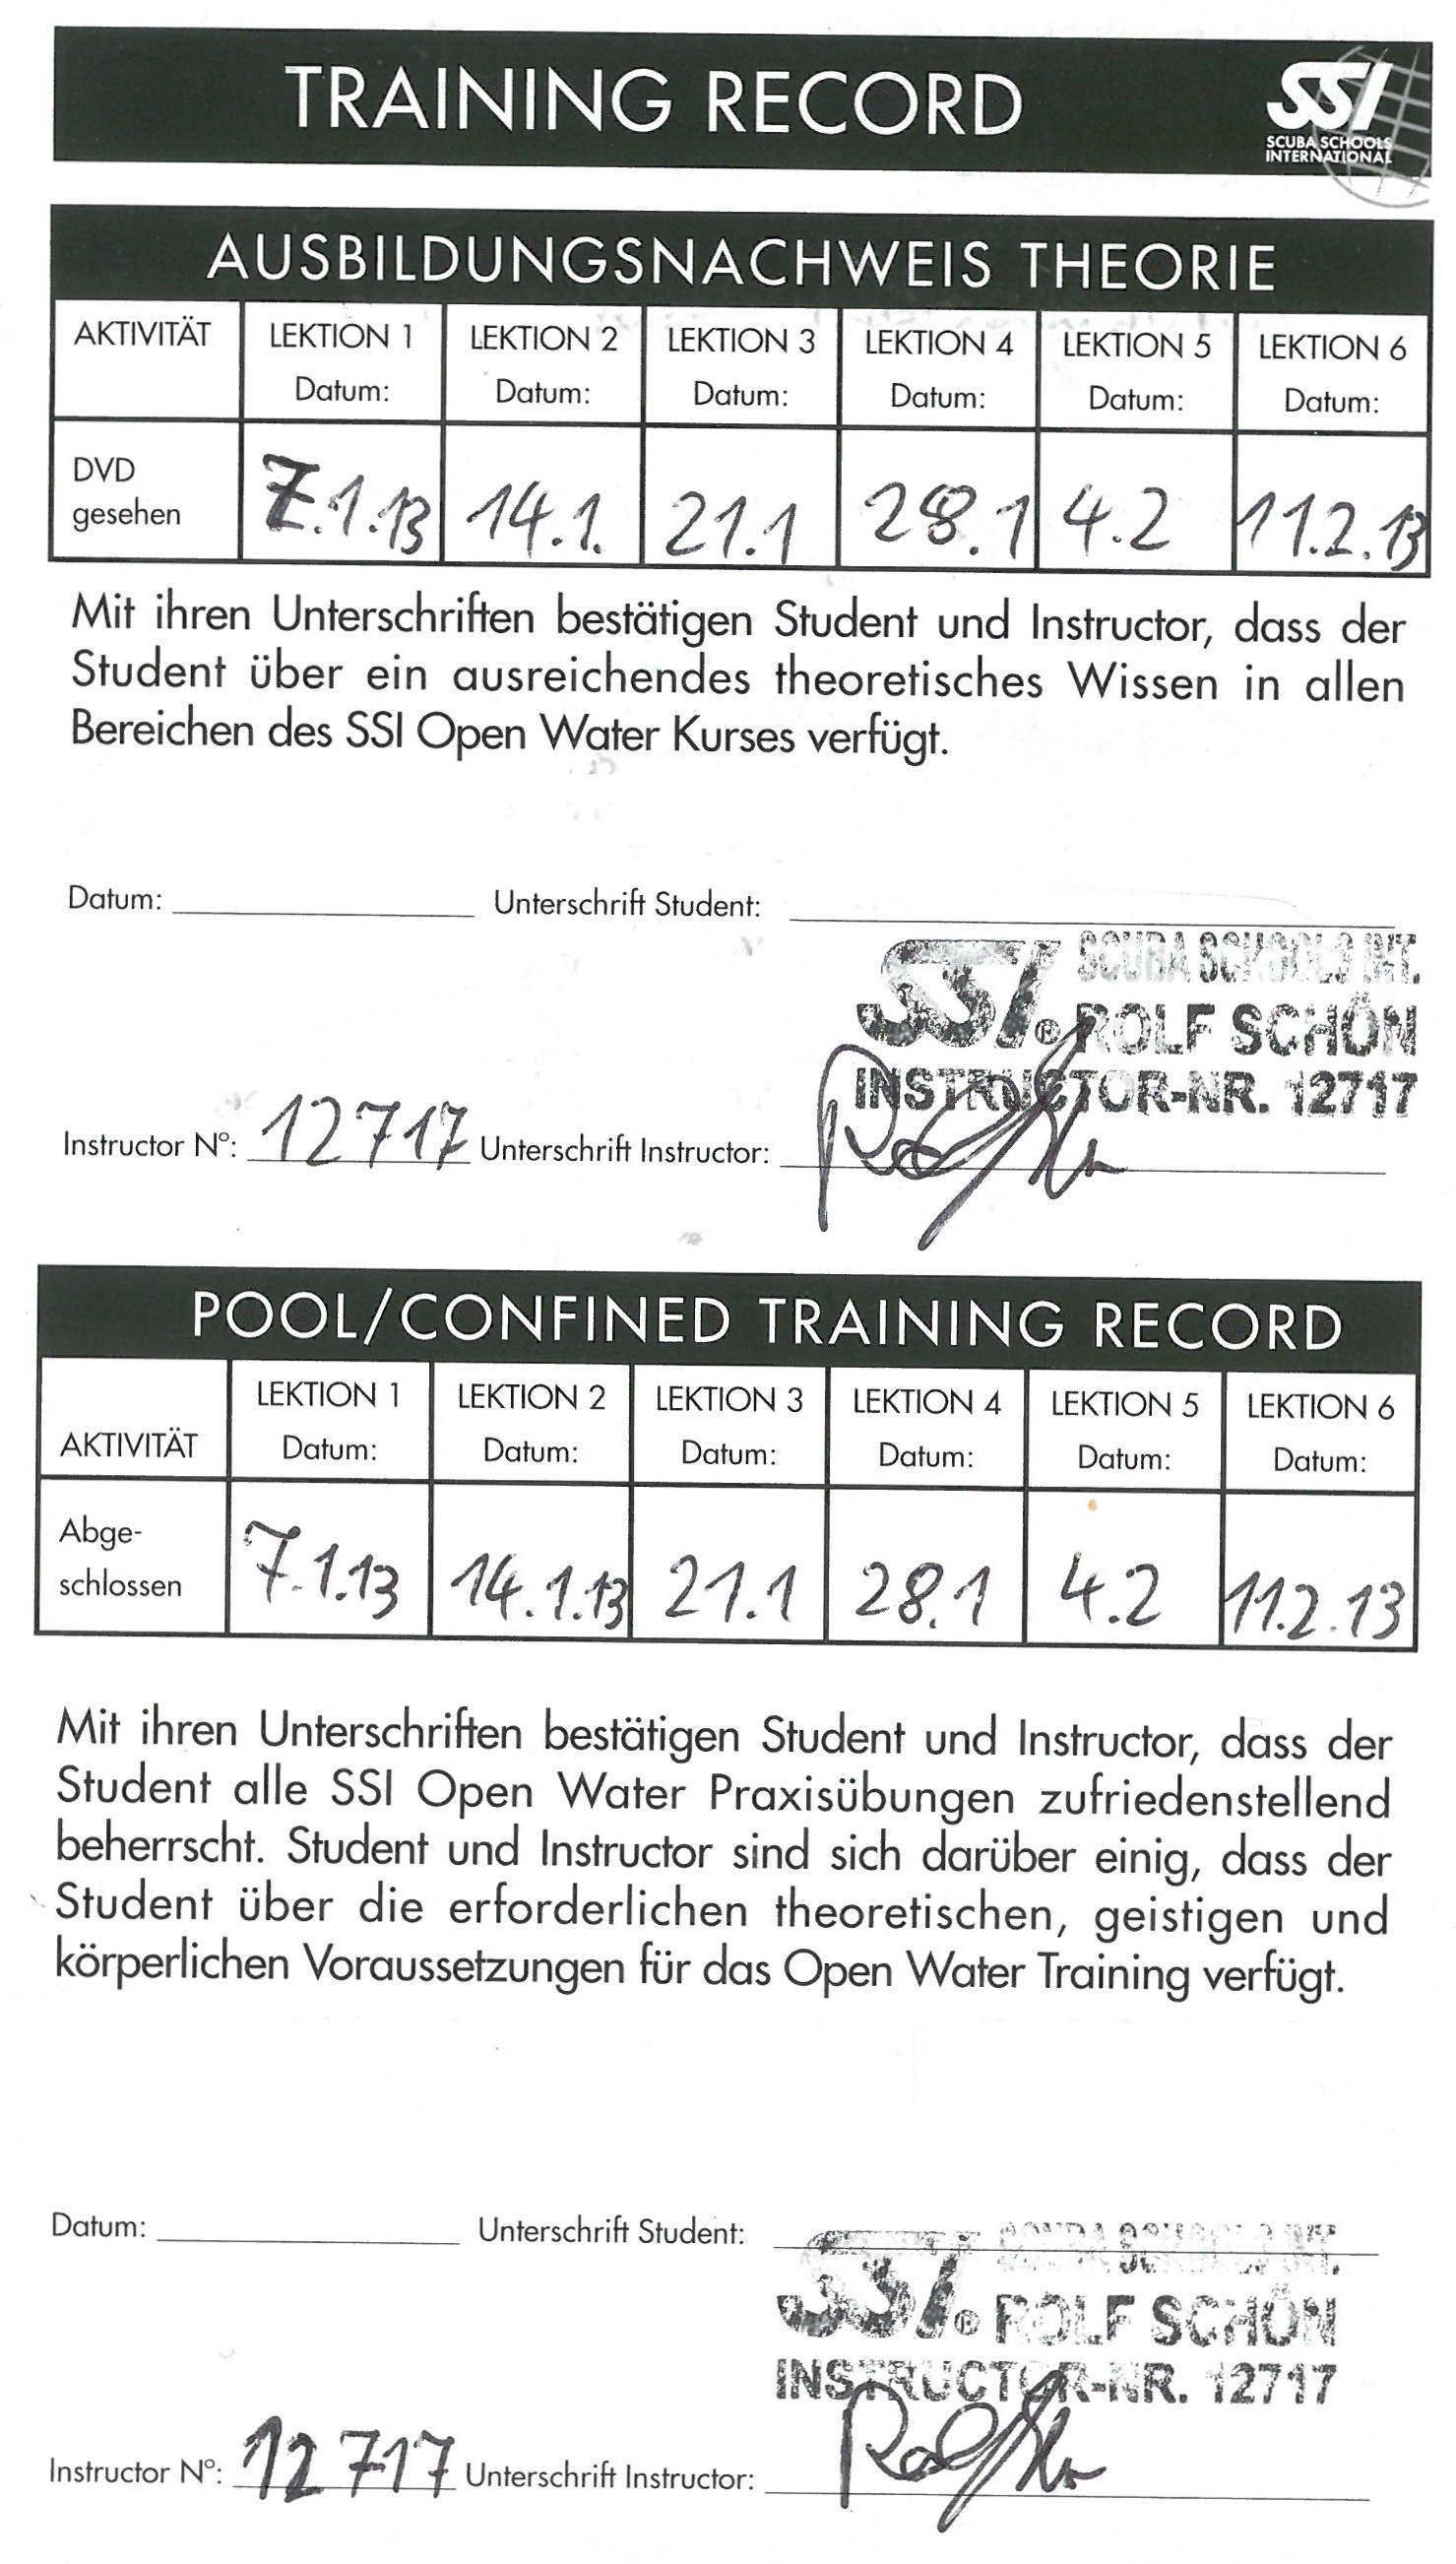 TRAINING RECORD
SSI
SCUBA SCHOOLS
INTERNATIONAL
AUSBILDUNGSNACHWEIS THEORIE
AKTIVITÄT LEKTION 1 LEKTION 2 LEKTION 3 LEKTION 4 LEKTION 5 LEKTION 6
Datum: Datum: Datum: Datum: Datum: Datum:
DVD
gesehen 7.1.13 14.1. 21.1 28.1 4.2 11.2.13
Mit ihren Unterschriften bestätigen Student und Instructor, dass der
Student über ein ausreichendes theoretisches Wissen in allen
Bereichen des SSI Open Water Kurses verfügt.
Datum: Unterschrift Student:
SSI® SCUBA SCHOOLS INT.
ROLF SCHÖN
INSTRUCTOR-NR. 12717
Instructor N°: 12717 Unterschrift Instructor:
POOL/CONFINED TRAINING RECORD
LEKTION 1 LEKTION 2 LEKTION 3 LEKTION 4 LEKTION 5 LEKTION 6
AKTIVITÄT Datum: Datum: Datum: Datum: Datum: Datum:
Abge-
schlossen 7.1.13 14.1.13 21.1 28.1 4.2 11.2.13
Mit ihren Unterschriften bestätigen Student und Instructor, dass der
Student alle SSI Open Water Praxisübungen zufriedenstellend
beherrscht. Student und Instructor sind sich darüber einig, dass der
Student über die erforderlichen theoretischen, geistigen und
körperlichen Voraussetzungen für das Open Water Training verfügt.
Datum: Unterschrift Student:
SSI® SCUBA SCHOOLS INT.
ROLF SCHÖN
INSTRUCTOR-NR. 12717
Instructor N°: 12717 Unterschrift Instructor: